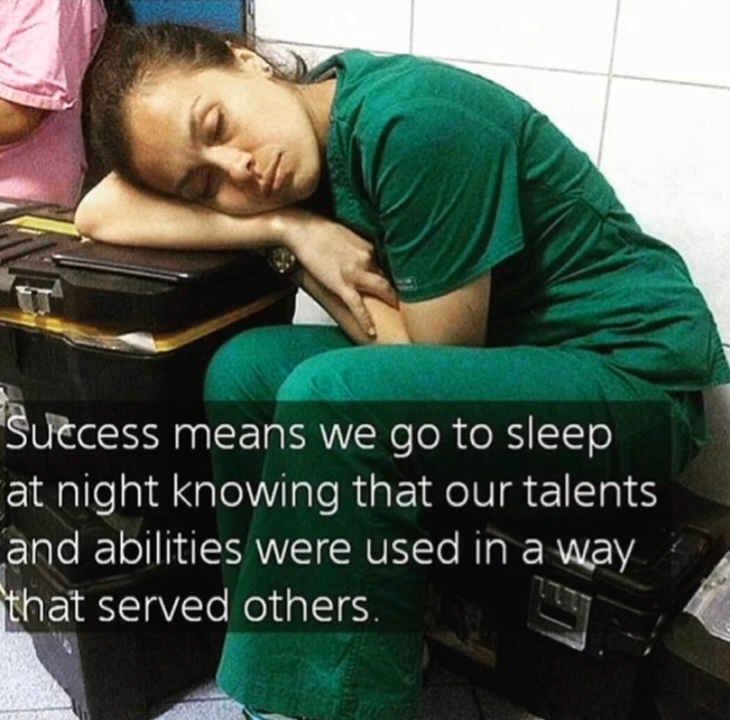 Success means we go to sleep
at night knowing that our talents
and abilities were used in a way
that served others.